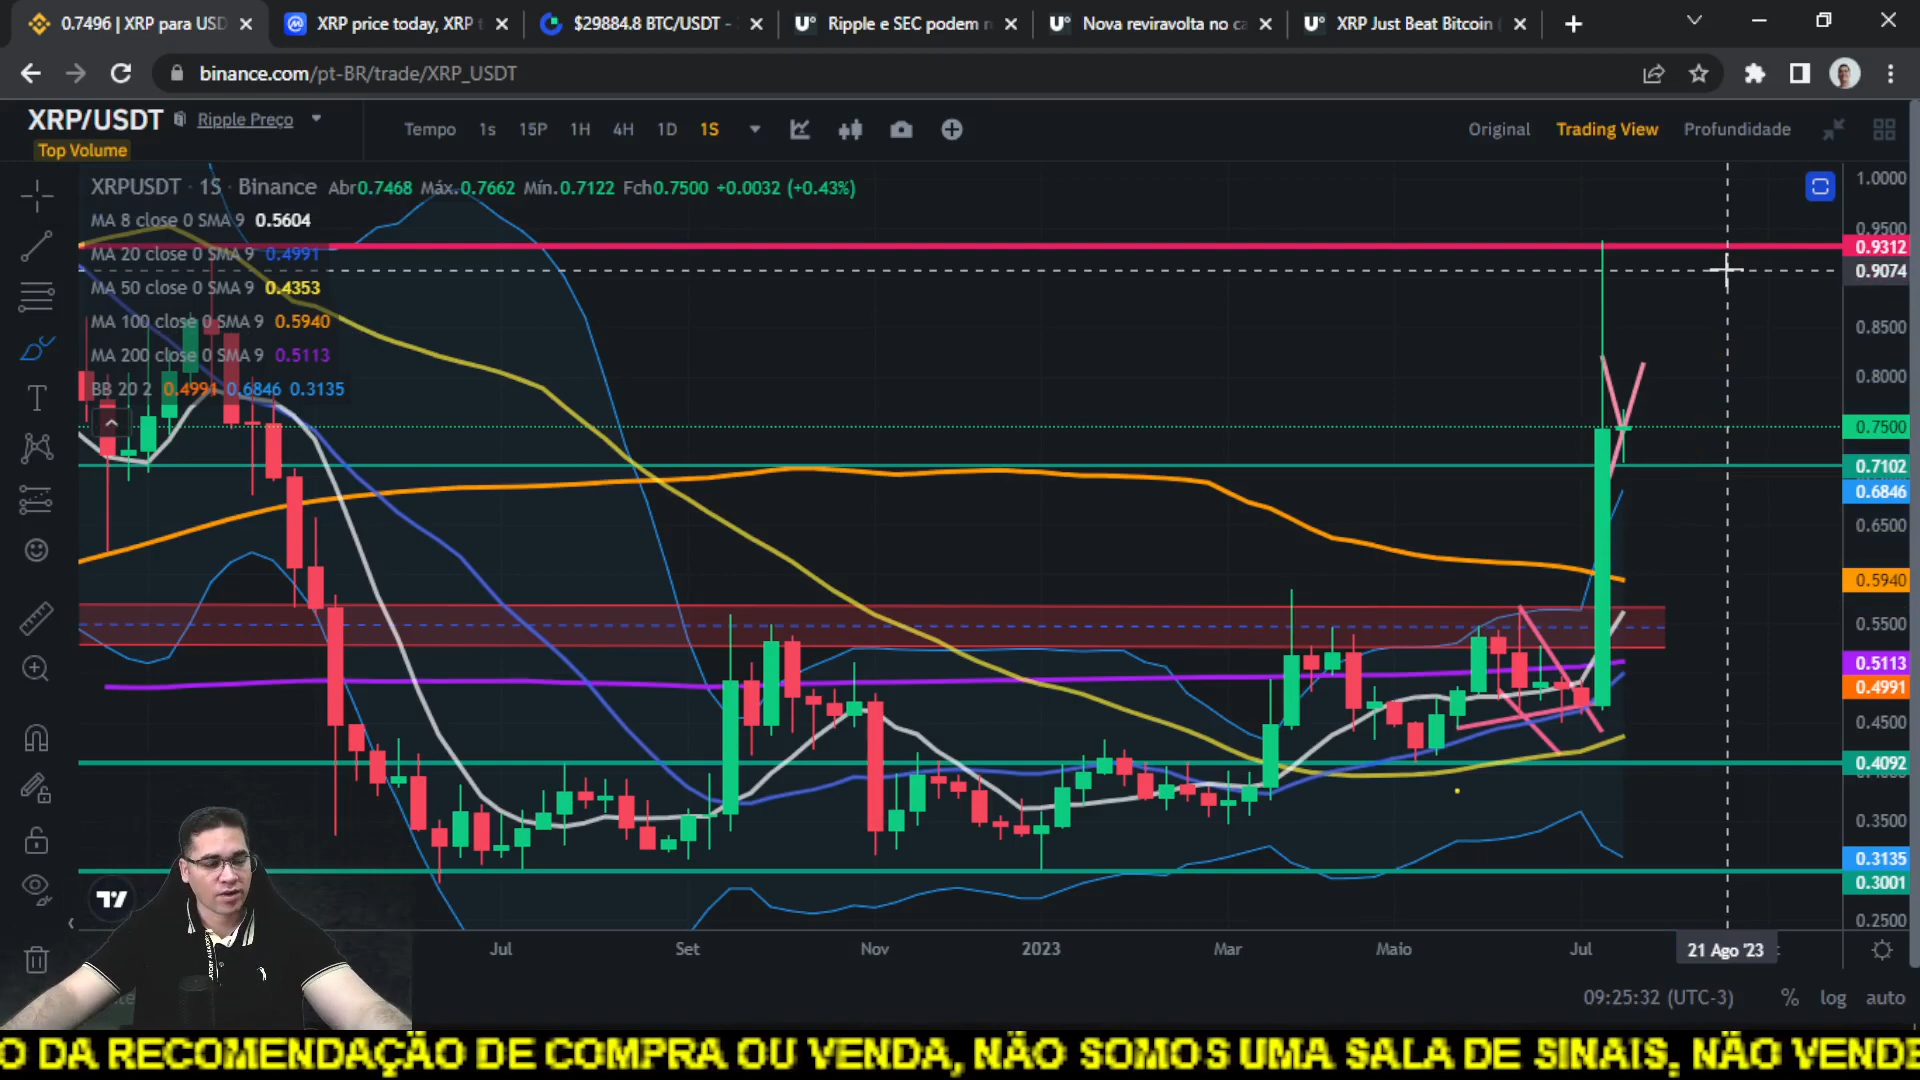 0.7496 | XRP para USD
XRP price today, XRP t
$29884.8 BTC/USDT -
Ripple e SEC podem
Nova reviravolta no ca
XRP Just Beat Bitcoin
binance.com/pt-BR/trade/XRP_USDT
XRP/USDT Ripple Preço
Top Volume
Tempo 1s 15P 1H 4H 1D 1S
Original Trading View Profundidade
XRPUSDT · 1S · Binance Abr0.7468 Máx.0.7662 Mín.0.7122 Fch0.7500 +0.0032 (+0.43%)
MA 8 close 0 SMA 9 0.5604
MA 20 close 0 SMA 9 0.4991
MA 50 close 0 SMA 9 0.4353
MA 100 close 0 SMA 9 0.5940
MA 200 close 0 SMA 9 0.5113
BB 20 2 0.4991 0.6846 0.3135
1.0000
0.9500
0.9312
0.9074
0.8500
0.8000
0.7500
0.7102
0.6846
0.6500
0.5940
0.5500
0.5113
0.4991
0.4500
0.4092
0.3500
0.3135
0.3001
0.2500
Jul Set Nov 2023 Mar Maio Jul 21 Ago '23
09:25:32 (UTC-3) % log auto
O DA RECOMENDAÇÃO DE COMPRA OU VENDA, NÃO SOMOS UMA SALA DE SINAIS, NÃO VENDE